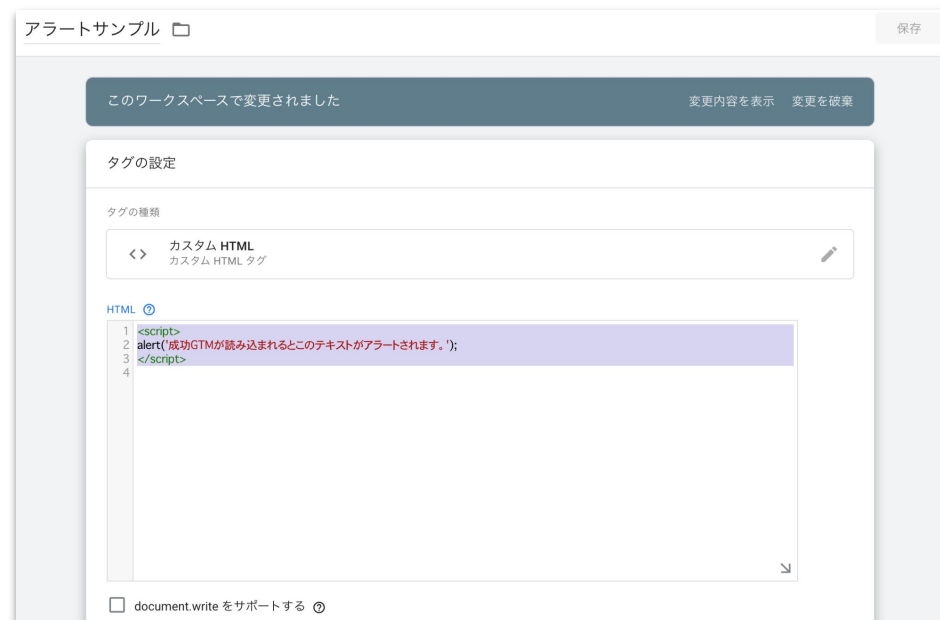 アラートサンプル
保存
このワークスペースで変更されました 変更内容を表示 変更を破棄
タグの設定
タグの種類
カスタム HTML
カスタム HTML タグ
HTML
1 <script>
2 alert('成功GTMが読み込まれるとこのテキストがアラートされます。');
3 </script>
4
document.write をサポートする